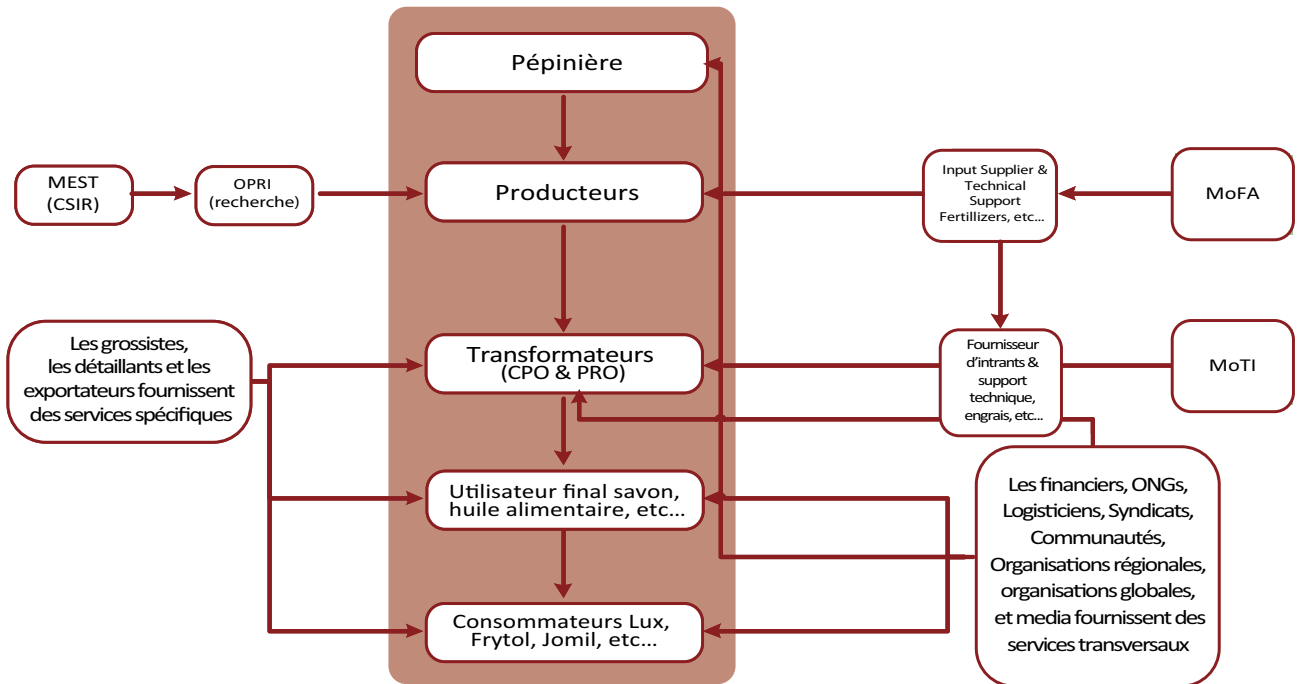 Pépinière
MEST
(CSIR)
OPRI
(recherche)
Producteurs
Input Supplier &
Technical
Support
Fertillizers, etc...
MoFA
Les grossistes,
les détaillants et les
exportateurs fournissent
des services spécifiques
Transformateurs
(CPO & PRO)
Fournisseur
d'intrants &
support
technique,
engrais, etc...
MoTI
Utilisateur final savon,
huile alimentaire, etc...
Les financiers, ONGs,
Logisticiens, Syndicats,
Communautés,
Organisations régionales,
organisations globales,
et media fournissent des
services transversaux
Consommateurs Lux,
Frytol, Jomil, etc...